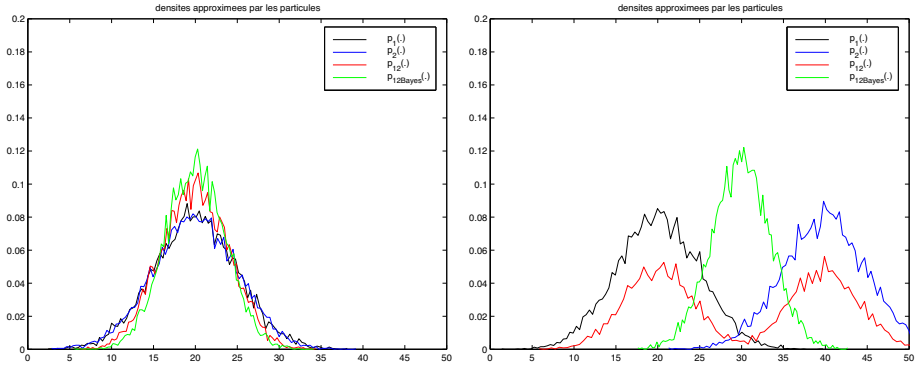 densites approximees par les particules
0.2
0.18
0.16
0.14
0.12
0.1
0.08
0.06
0.04
0.02
0
0 5 10 15 20 25 30 35 40 45 50
p1(.)
p2(.)
p12(.)
p12Bayes(.)
densites approximees par les particules
0.2
0.18
0.16
0.14
0.12
0.1
0.08
0.06
0.04
0.02
0
0 5 10 15 20 25 30 35 40 45 50
p1(.)
p2(.)
p12(.)
p12Bayes(.)